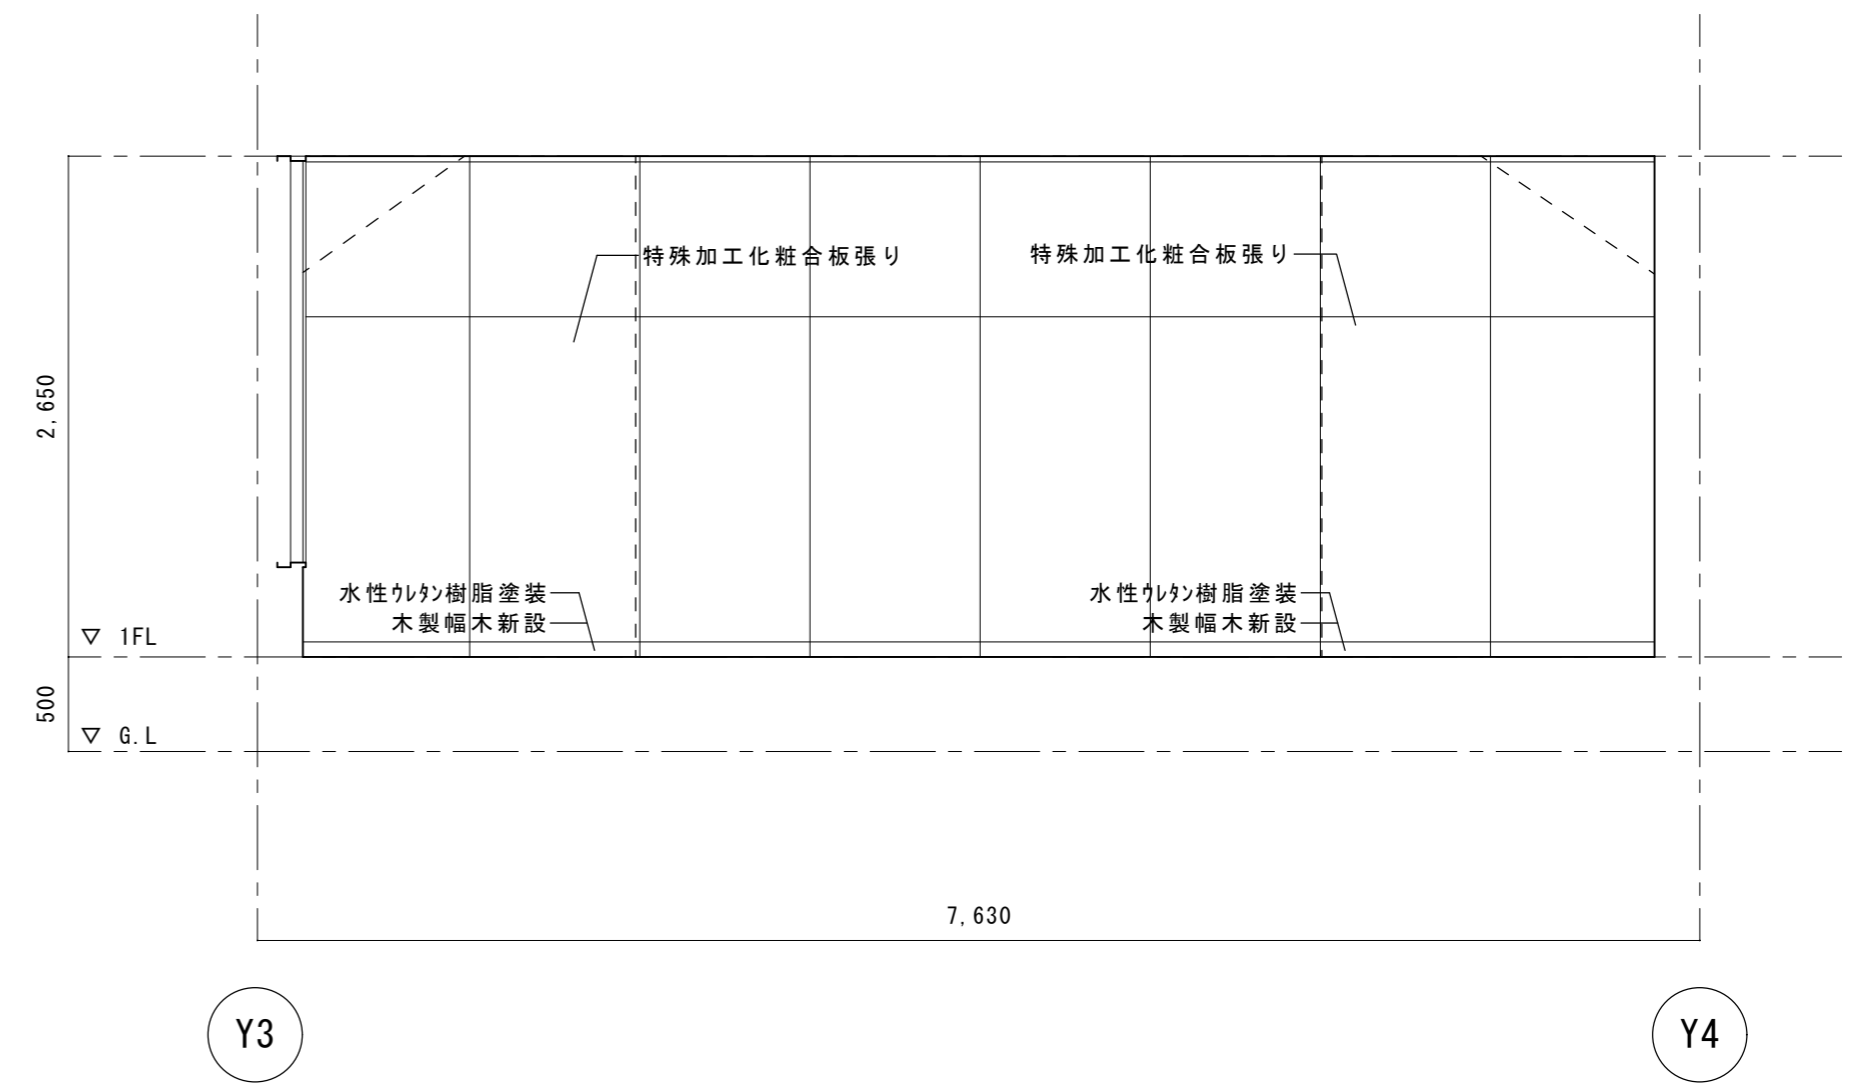 特殊加工化粧合板張り
特殊加工化粧合板張り
2,650
水性ｳﾚﾀﾝ樹脂塗装
木製幅木新設
水性ｳﾚﾀﾝ樹脂塗装
木製幅木新設
▽ 1FL
500
▽ G.L
7,630
Y3
Y4